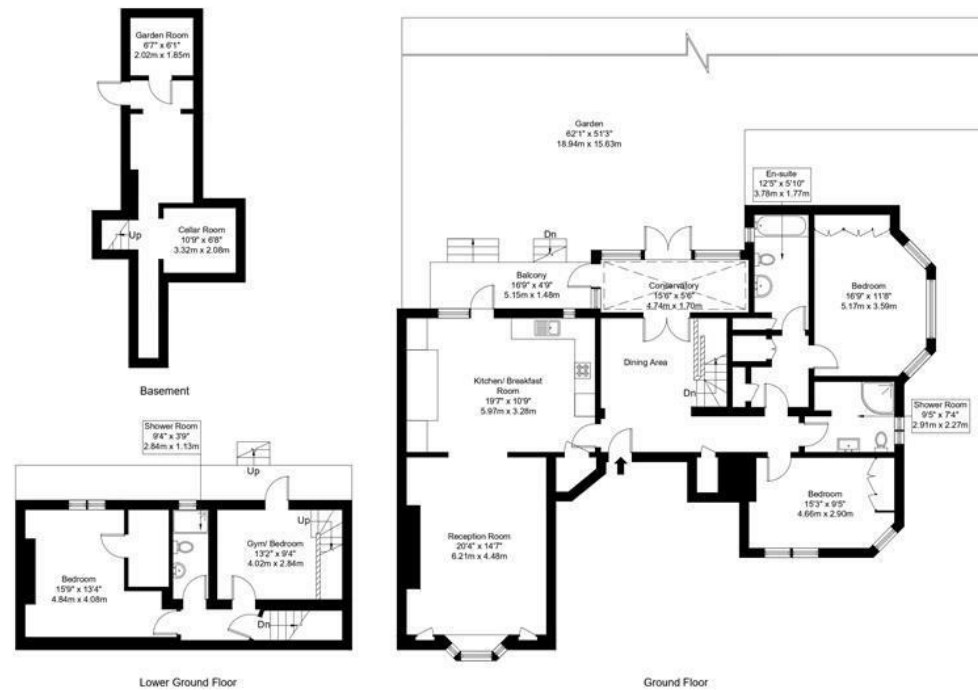 Garden Room
6'7" x 6'1"
2.02m x 1.85m
Up
Cellar Room
10'9" x 6'8"
3.32m x 2.08m
Basement
Shower Room
9'4" x 3'9"
2.84m x 1.13m
Up
Bedroom
15'9" x 13'4"
4.84m x 4.08m
Gym/ Bedroom
13'2" x 9'4"
4.02m x 2.84m
Up
Dn
Lower Ground Floor
Garden
62'1" x 51'3"
18.94m x 15.63m
En-suite
12'5" x 5'10"
3.78m x 1.77m
Dn
Balcony
16'9" x 4'9"
5.15m x 1.48m
Conservatory
15'6" x 5'6"
4.74m x 1.70m
Bedroom
16'9" x 11'8"
5.17m x 3.59m
Kitchen/ Breakfast
Room
19'7" x 10'9"
5.97m x 3.28m
Dining Area
Dn
Shower Room
9'5" x 7'4"
2.91m x 2.27m
Bedroom
15'3" x 9'5"
4.66m x 2.90m
Reception Room
20'4" x 14'7"
6.21m x 4.48m
Ground Floor